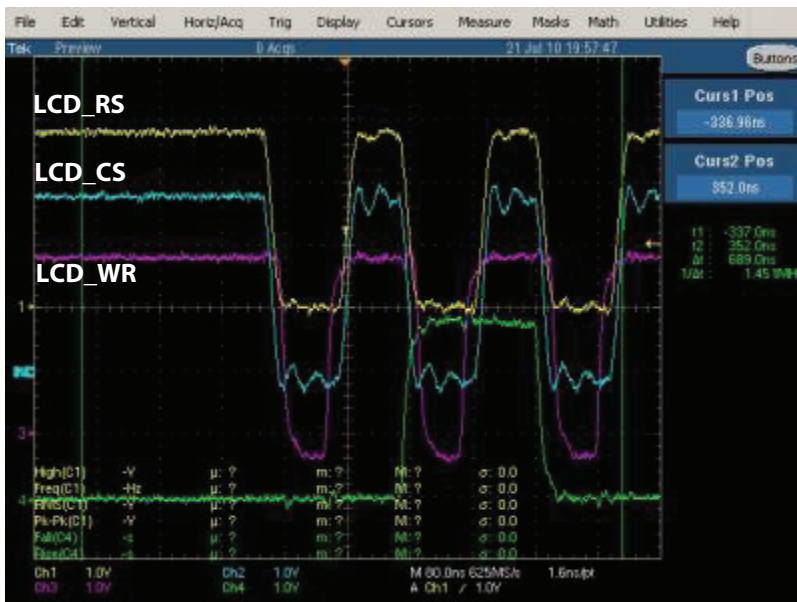 File Edit Vertical Horiz/Acq Trig Display Cursors Measure Masks Math Utilities Help
Tek Preview 0 Acqs 21 Jul 10 19:57:47
Buttons
LCD_RS
LCD_CS
LCD_WR
Curs1 Pos
-336.96ns
Curs2 Pos
352.0ns
t1: -337.0ns
t2: 352.0ns
Δt: 689.0ns
1/Δt: 1.451MH
1
3
4
High(C1) -V μ: ? m: ? M: ? σ: 0.0
Freq(C1) -Hz μ: ? m: ? M: ? σ: 0.0
RMS(C1) -V μ: ? m: ? M: ? σ: 0.0
Pk-Pk(C1) -V μ: ? m: ? M: ? σ: 0.0
Fall(C4) -s μ: ? m: ? M: ? σ: 0.0
Rise(C4) -s μ: ? m: ? M: ? σ: 0.0
Ch1 1.0V Ch2 1.0V M 80.0ns 625MS/s 1.6ns/pt
Ch3 1.0V Ch4 1.0V A Ch1 / 1.0V